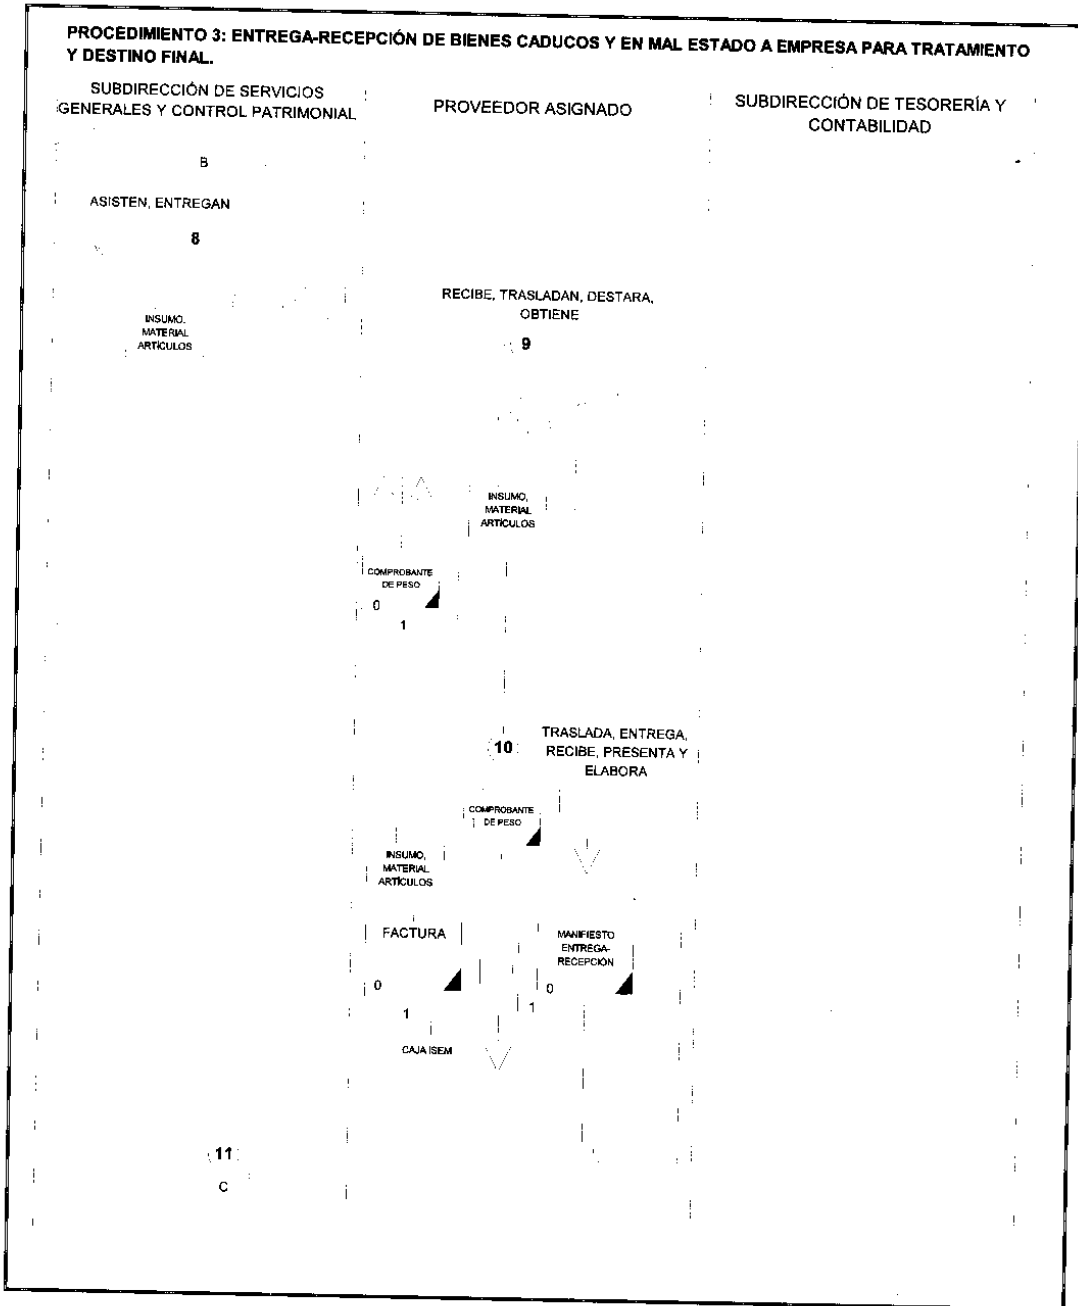 PROCEDIMIENTO 3: ENTREGA-RECEPCIÓN DE BIENES CADUCOS Y EN MAL ESTADO A EMPRESA PARA TRATAMIENTO
Y DESTINO FINAL.
SUBDIRECCIÓN DE SERVICIOS
GENERALES Y CONTROL PATRIMONIAL
PROVEEDOR ASIGNADO
SUBDIRECCIÓN DE TESORERÍA Y
CONTABILIDAD
B
ASISTEN, ENTREGAN
8
INSUMO,
MATERIAL
ARTÍCULOS
RECIBE, TRASLADAN, DESTARA,
OBTIENE
9
INSUMO,
MATERIAL
ARTÍCULOS
COMPROBANTE
DE PESO
0
1
10
TRASLADA, ENTREGA,
RECIBE, PRESENTA Y
ELABORA
COMPROBANTE
DE PESO
INSUMO,
MATERIAL
ARTÍCULOS
FACTURA
0
1
CAJA ISEM
MANIFIESTO
ENTREGA-
RECEPCIÓN
0
1
11
C